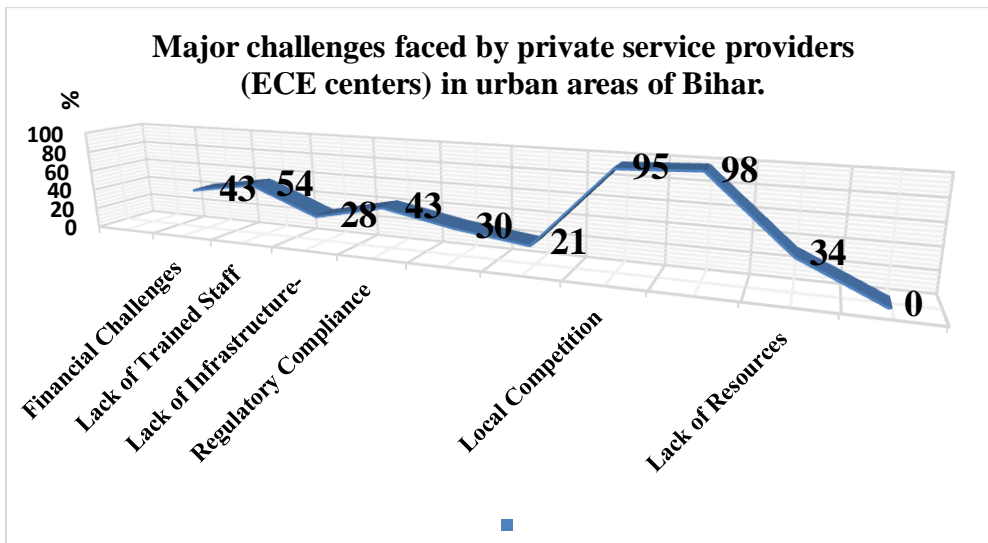 Major challenges faced by private service providers
(ECE centers) in urban areas of Bihar.
%
100
80
60
40
20
0
43
54
28
43
30
21
95
98
34
0
Financial Challenges
Lack of Trained Staff
Lack of Infrastructure-
Regulatory Compliance
Local Competition
Lack of Resources